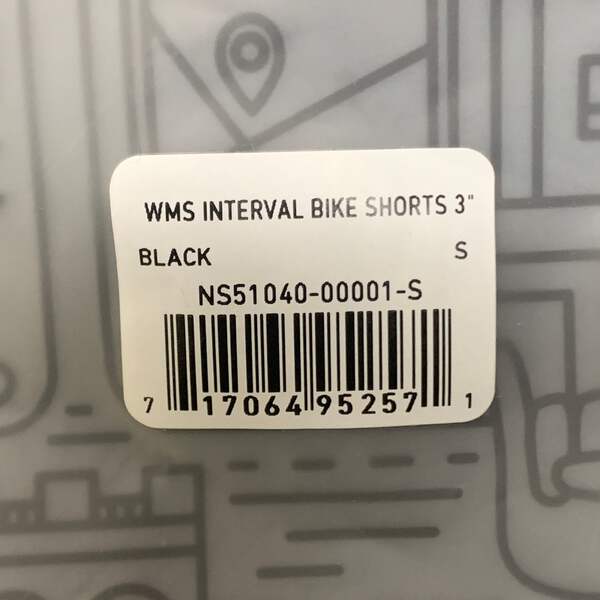 WMS INTERVAL BIKE SHORTS 3"
BLACK S
NS51040-00001-S
7 17064 95257 1